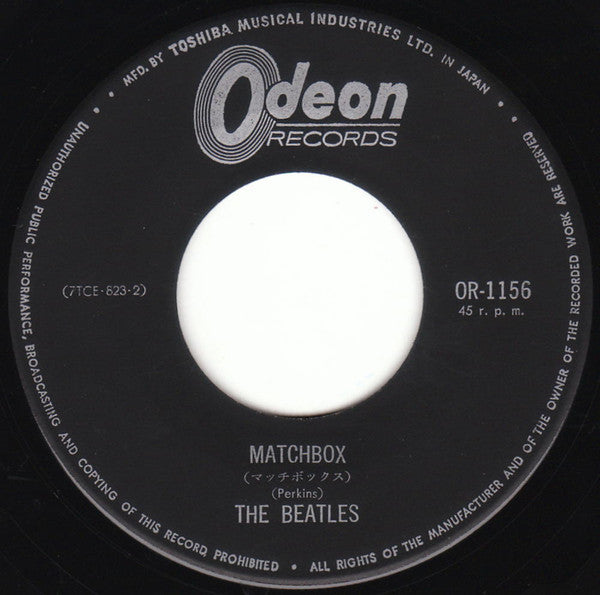 MFD. BY TOSHIBA MUSICAL INDUSTRIES LTD. IN JAPAN
Odeon
RECORDS
(7TCE·823·2)
OR-1156
45 r. p. m.
MATCHBOX
(マッチボックス)
(Perkins)
THE BEATLES
UNAUTHORIZED PUBLIC PERFORMANCE, BROADCASTING AND COPYING OF THIS RECORD PROHIBITED • ALL RIGHTS OF THE MANUFACTURER AND OF THE OWNER OF THE RECORDED WORK ARE RESERVED